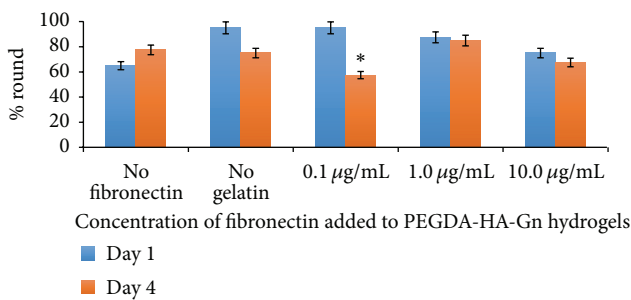 % round
100
80
60
40
20
0
*
No fibronectin
No gelatin
0.1 μg/mL
1.0 μg/mL
10.0 μg/mL
Concentration of fibronectin added to PEGDA-HA-Gn hydrogels
Day 1
Day 4